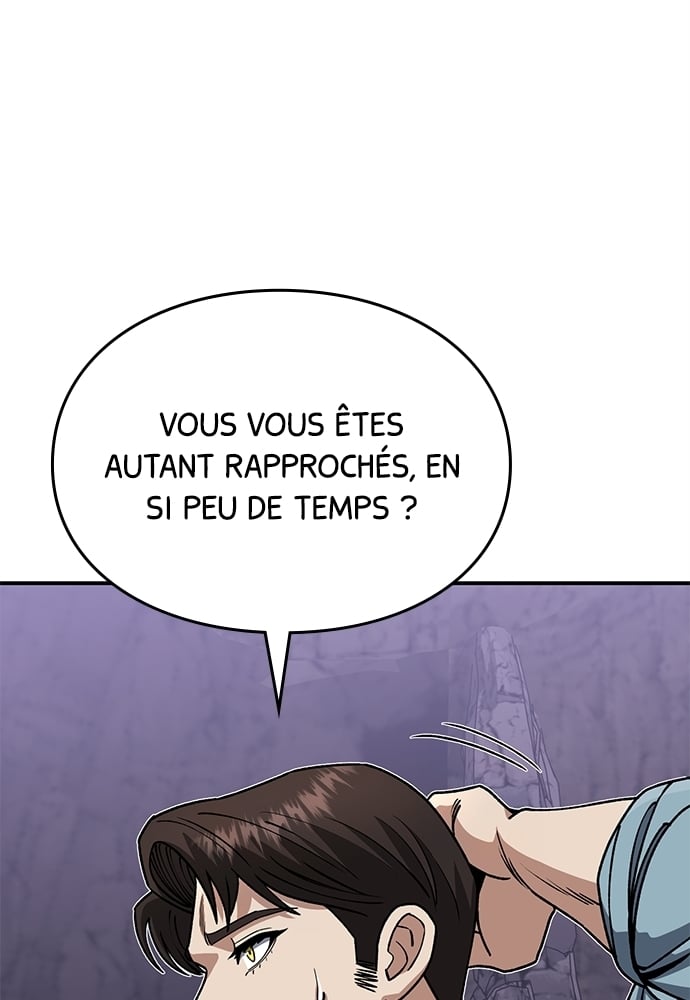 VOUS VOUS ÊTES
AUTANT RAPPROCHÉS, EN
SI PEU DE TEMPS ?